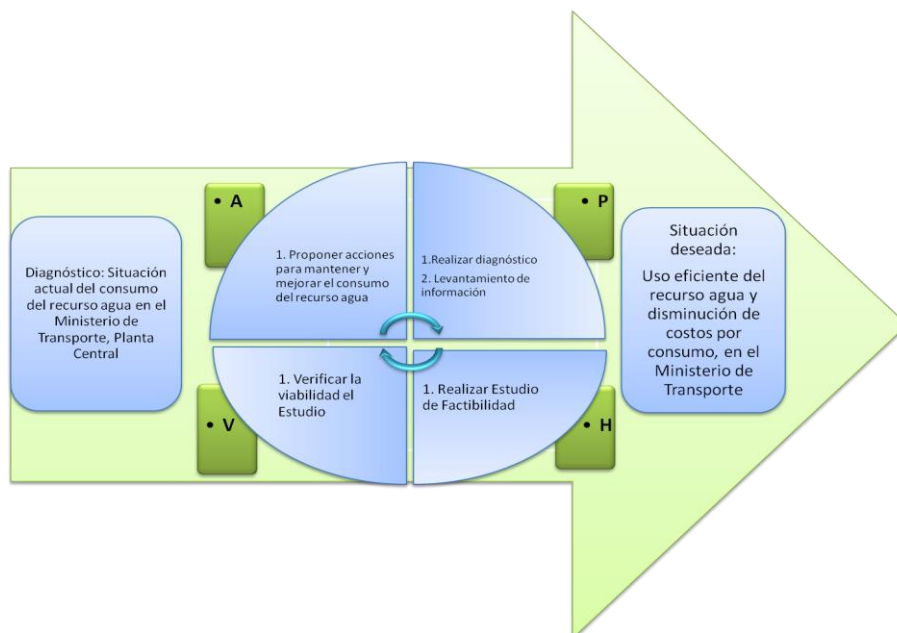 Diagnóstico: Situación
actual del consumo
del recurso agua en el
Ministerio de
Transporte, Planta
Central
• A
1. Proponer acciones
para mantener y
mejorar el consumo
del recurso agua
• P
1.Realizar diagnóstico
2. Levantamiento de
información
• V
1. Verificar la
viabilidad el
Estudio
• H
1. Realizar Estudio
de Factibilidad
Situación
deseada:
Uso eficiente del
recurso agua y
disminución de
costos por
consumo, en el
Ministerio de
Transporte